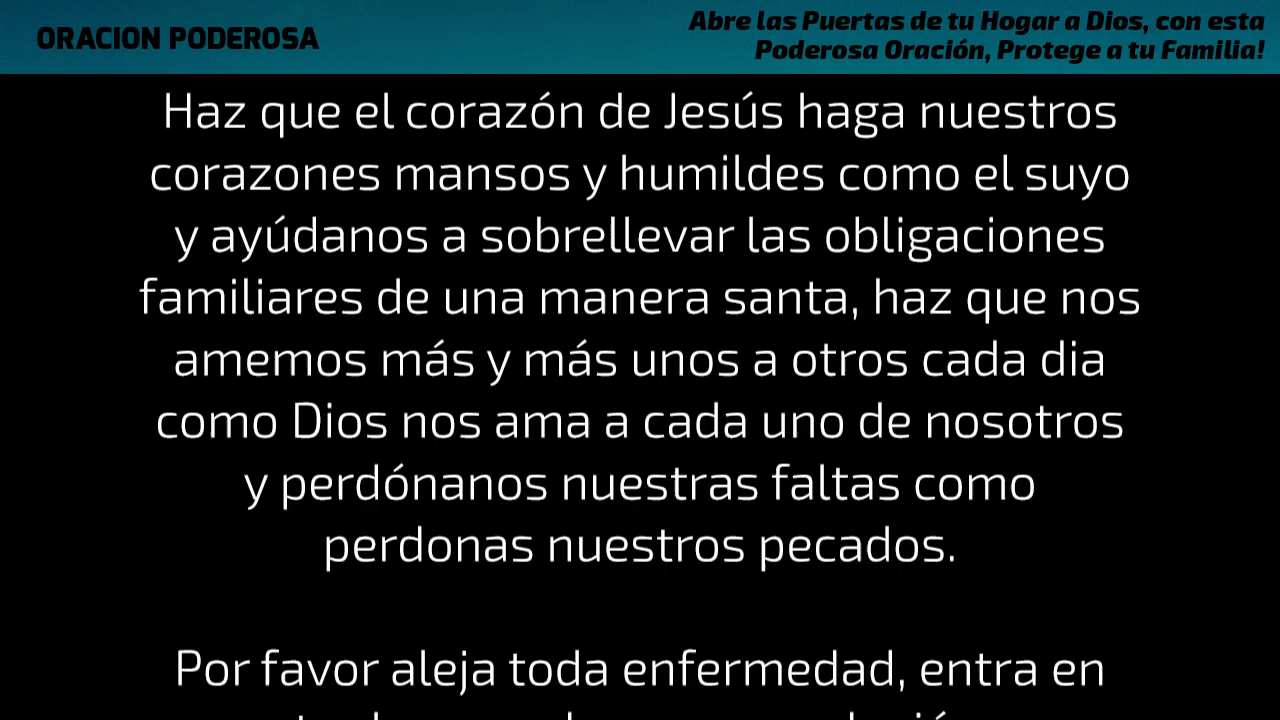 ORACION PODEROSA
Abre las Puertas de tu Hogar a Dios, con esta
Poderosa Oración, Protege a tu Familia!
Haz que el corazón de Jesús haga nuestros
corazones mansos y humildes como el suyo
y ayúdanos a sobrellevar las obligaciones
familiares de una manera santa, haz que nos
amemos más y más unos a otros cada dia
como Dios nos ama a cada uno de nosotros
y perdónanos nuestras faltas como
perdonas nuestros pecados.
Por favor aleja toda enfermedad, entra en